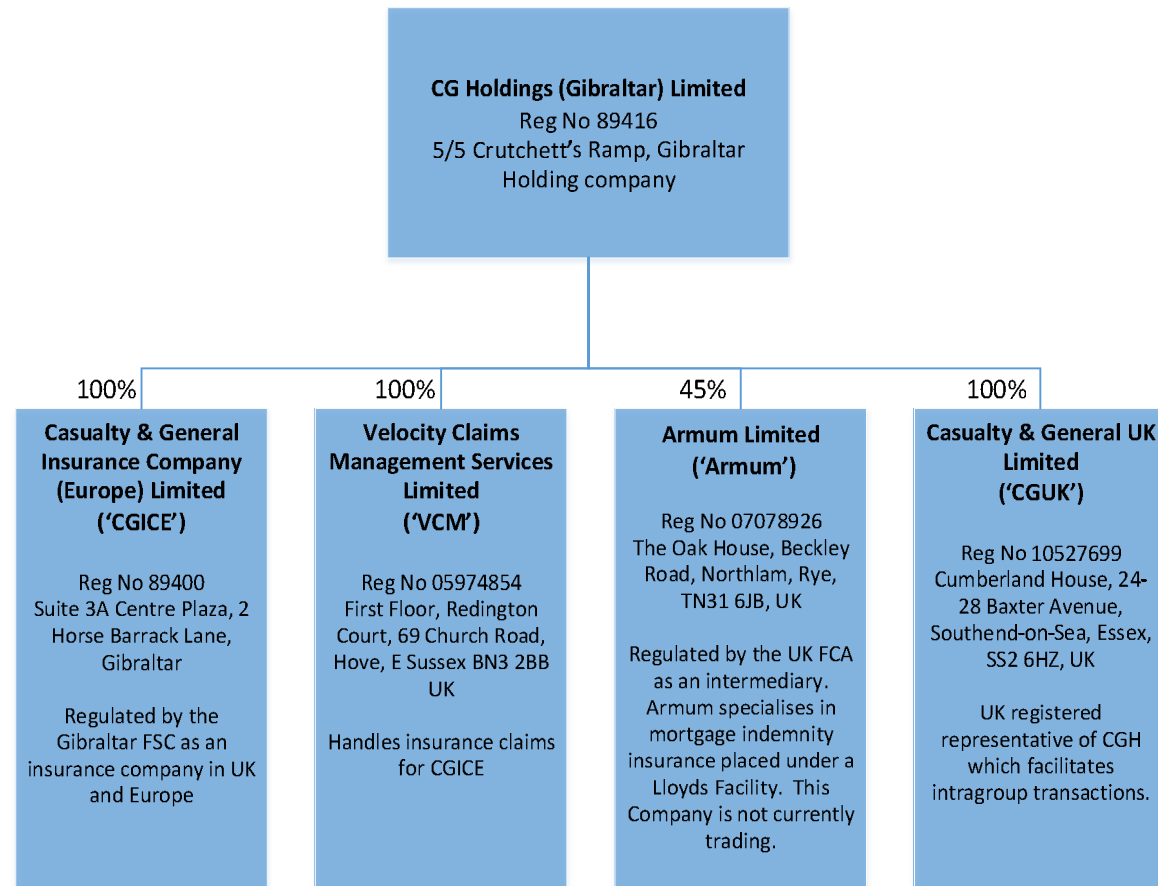 CG Holdings (Gibraltar) Limited
Reg No 89416
5/5 Crutchett’s Ramp, Gibraltar
Holding company
100%
Casualty & General
Insurance Company
(Europe) Limited
(‘CGICE’)
Reg No 89400
Suite 3A Centre Plaza, 2
Horse Barrack Lane,
Gibraltar
Regulated by the
Gibraltar FSC as an
insurance company in UK
and Europe
100%
Velocity Claims
Management Services
Limited
(‘VCM’)
Reg No 05974854
First Floor, Redington
Court, 69 Church Road,
Hove, E Sussex BN3 2BB
UK
Handles insurance claims
for CGICE
45%
Armum Limited
(‘Armum’)
Reg No 07078926
The Oak House, Beckley
Road, Northlam, Rye,
TN31 6JB, UK
Regulated by the UK FCA
as an intermediary.
Armum specialises in
mortgage indemnity
insurance placed under a
Lloyds Facility.  This
Company is not currently
trading.
100%
Casualty & General UK
Limited
(‘CGUK’)
Reg No 10527699
Cumberland House, 24-
28 Baxter Avenue,
Southend-on-Sea, Essex,
SS2 6HZ, UK
UK registered
representative of CGH
which facilitates
intragroup transactions.